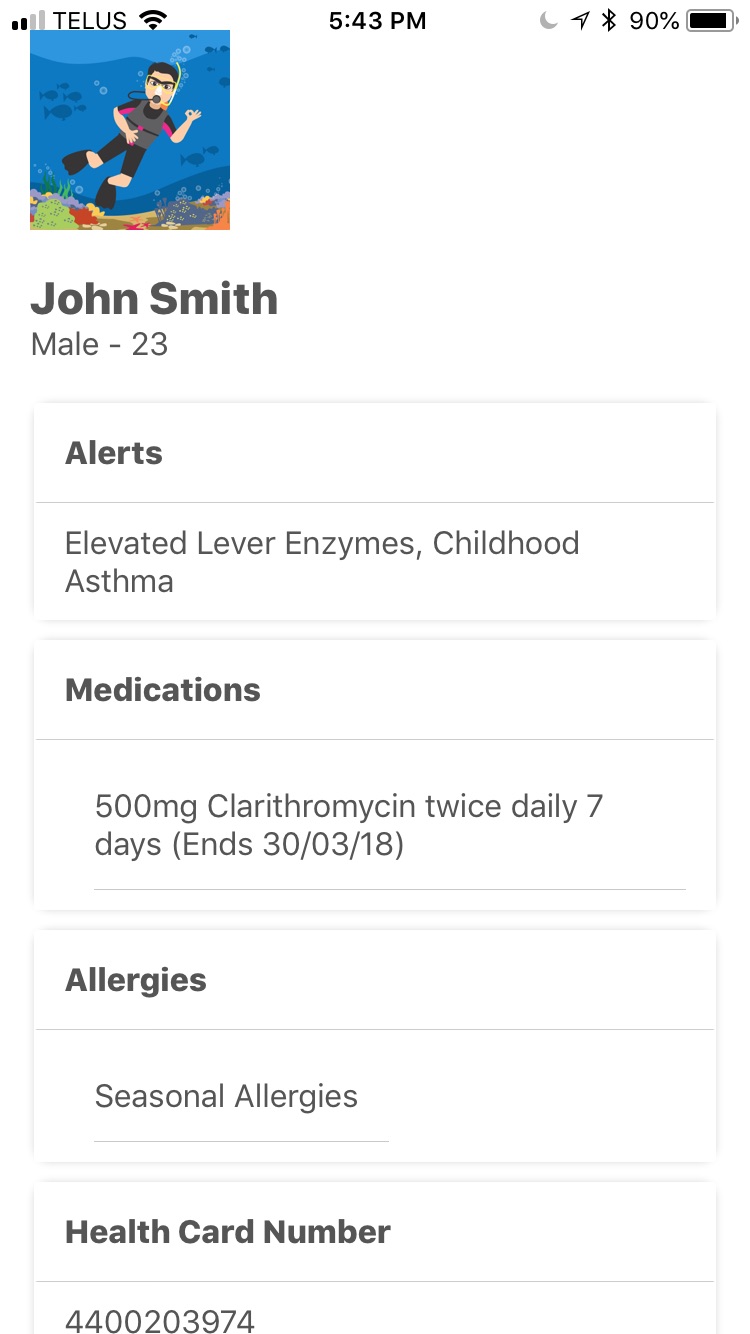 TELUS 5:43 PM 90%
John Smith
Male - 23
Alerts
Elevated Lever Enzymes, Childhood
Asthma
Medications
500mg Clarithromycin twice daily 7
days (Ends 30/03/18)
Allergies
Seasonal Allergies
Health Card Number
4400203974